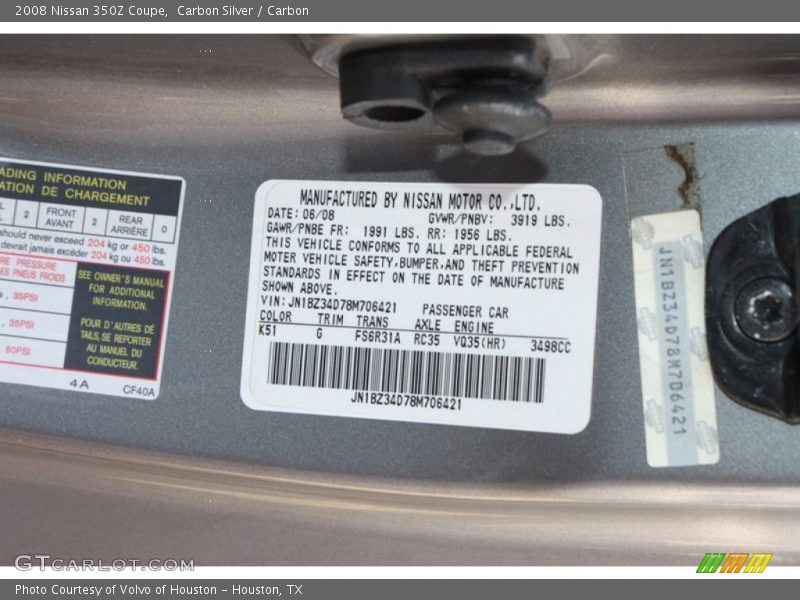 2008 Nissan 350Z Coupe,  Carbon Silver / Carbon
ADING INFORMATION
ATION DE CHARGEMENT
2
FRONT
AVANT
2
REAR
ARRIÈRE
0
should never exceed 204 kg or 450 lbs.
devrait jamais excéder 204 kg ou 450 lbs.
RE PRESSURE
ES PNEUS FROIDS
, 35PSI
, 35PSI
60PSI
SEE OWNER'S MANUAL
FOR ADDITIONAL
INFORMATION.
POUR D'AUTRES DÉ
TAILS, SE REPORTER
AU MANUEL DU
CONDUCTEUR.
4A
CF40A
MANUFACTURED BY NISSAN MOTOR CO.,LTD.
DATE: 06/08 GVWR/PNBV: 3919 LBS.
GAWR/PNBE FR: 1991 LBS. RR: 1956 LBS.
THIS VEHICLE CONFORMS TO ALL APPLICABLE FEDERAL
MOTER VEHICLE SAFETY,BUMPER,AND THEFT PREVENTION
STANDARDS IN EFFECT ON THE DATE OF MANUFACTURE
SHOWN ABOVE.
VIN: JN1BZ34D78M706421 PASSENGER CAR
COLOR TRIM TRANS AXLE ENGINE
K51 G FS6R31A RC35 VQ35(HR) 3498CC
JN1BZ34D78M706421
JN1BZ34D78M706421
GTCARLOT.COM
Photo Courtesy of Volvo of Houston - Houston, TX